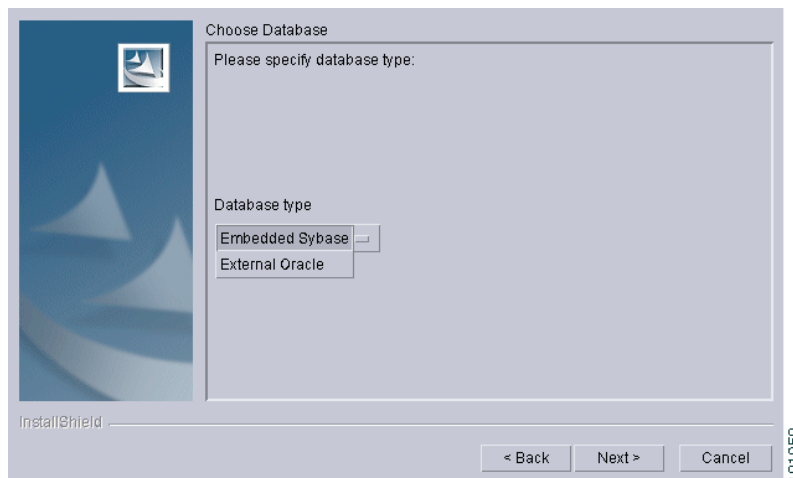 Choose Database
Please specify database type:
Database type
Embedded Sybase
External Oracle
InstallShield
< Back
Next >
Cancel